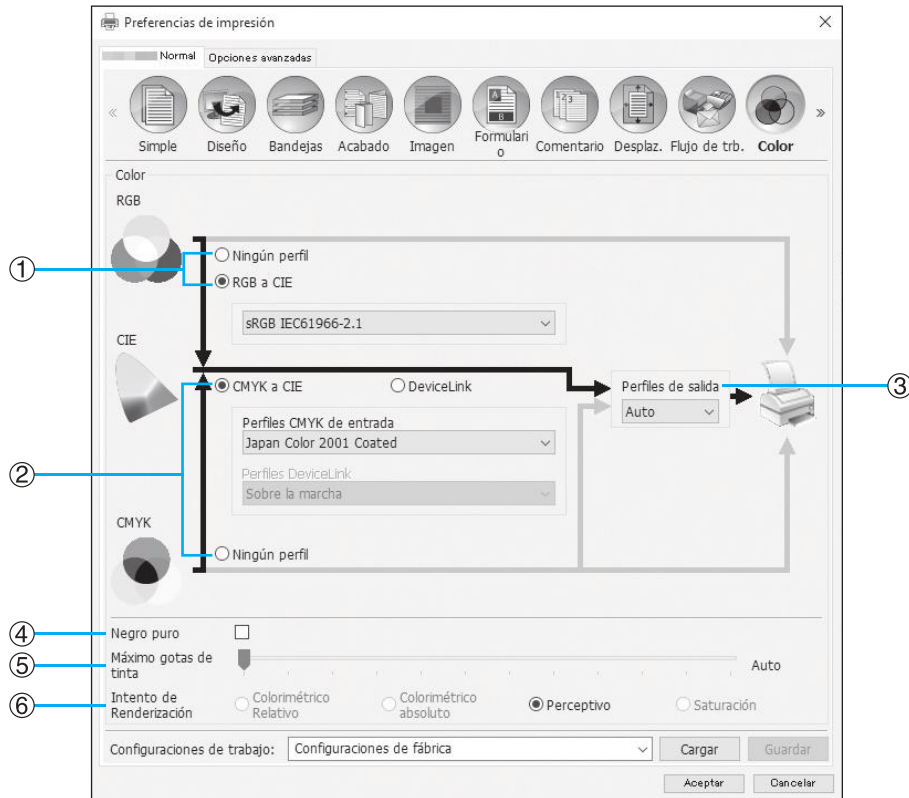 Preferencias de impresión
Normal
Opciones avanzadas
«
Simple
Diseño
Bandejas
Acabado
Imagen
A
B
Formulari
o
123
Comentario
Desplaz.
Flujo de trb.
Color
»
Color
RGB
①
Ningún perfil
RGB a CIE
sRGB IEC61966-2.1
CIE
②
CMYK a CIE
DeviceLink
Perfiles CMYK de entrada
Japan Color 2001 Coated
Perfiles DeviceLink
Sobre la marcha
Perfiles de salida
Auto
③
CMYK
Ningún perfil
④
Negro puro
⑤
Máximo gotas de
tinta
Auto
⑥
Intento de
Renderización
Colorimétrico
Relativo
Colorimétrico
absoluto
Perceptivo
Saturación
Configuraciones de trabajo:
Configuraciones de fábrica
Cargar
Guardar
Aceptar
Cancelar